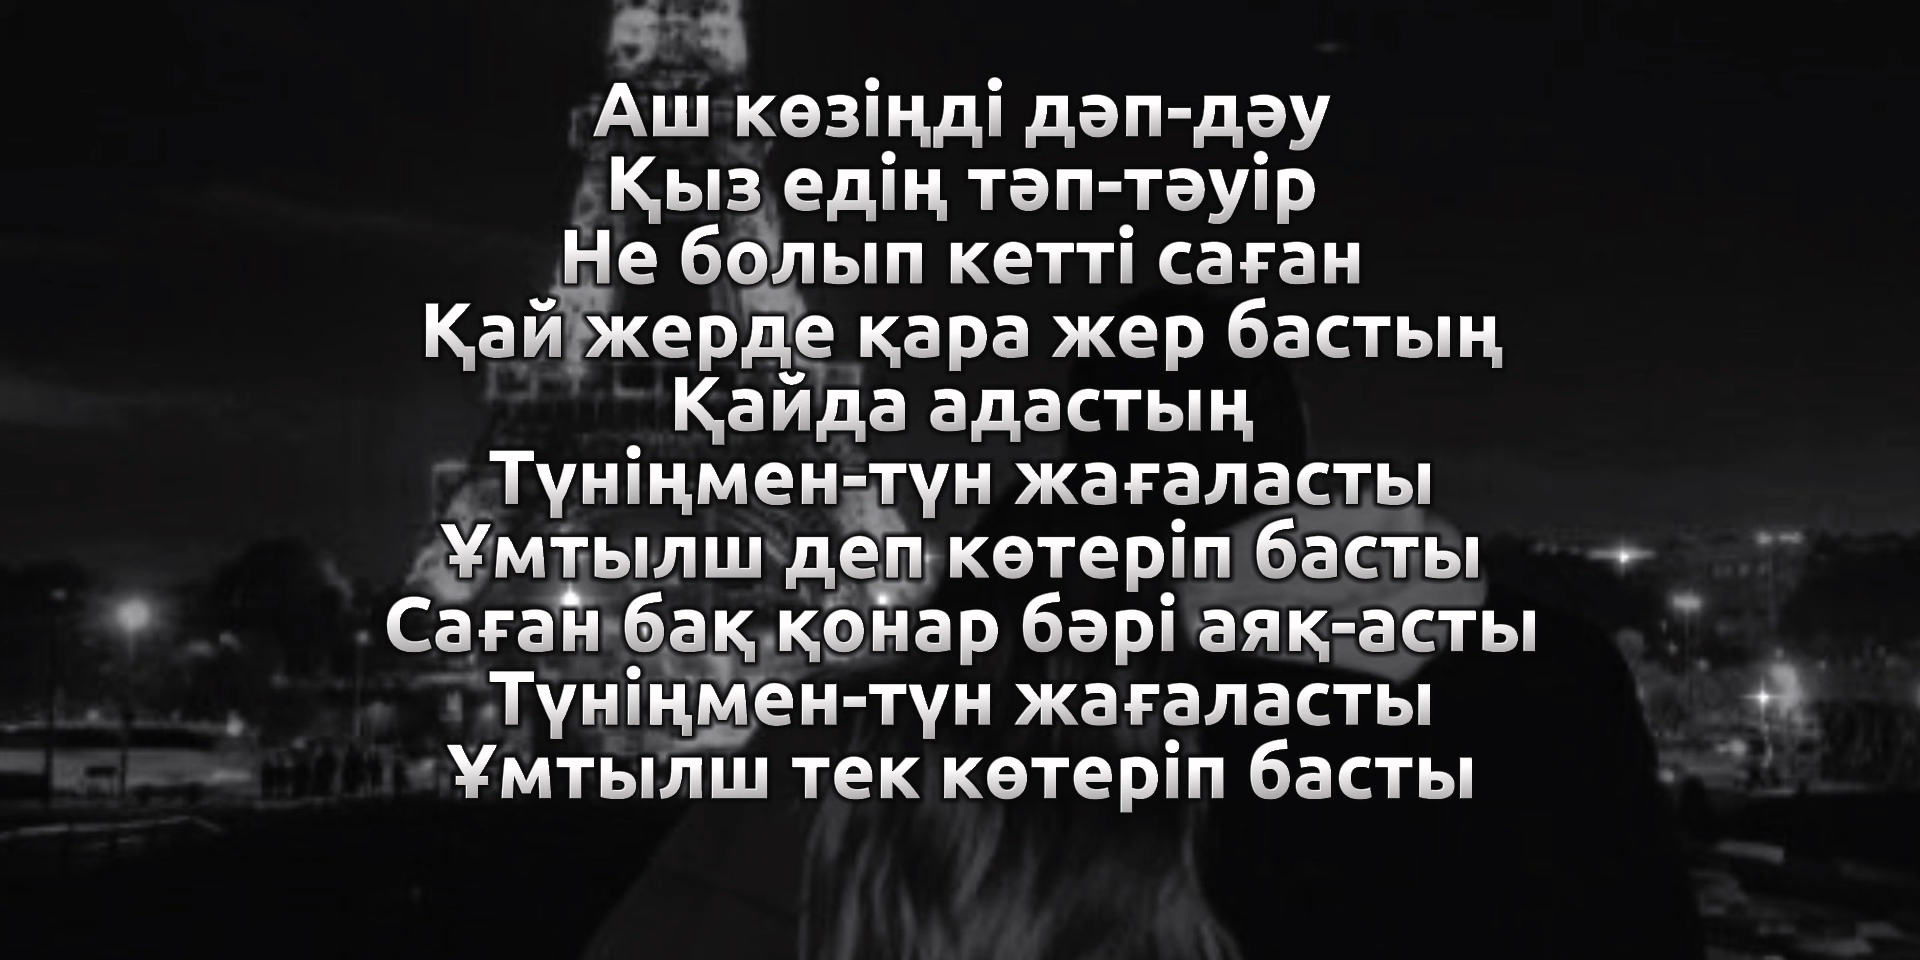 Аш көзіңді дәп-дәу
Қыз едің тәп-тәуір
Не болып кетті саған
Қай жерде қара жер бастың
Қайда адастың
Түніңмен-түн жағаласты
Ұмтылш деп көтеріп басты
Саған бақ қонар бәрі аяқ-асты
Түніңмен-түн жағаласты
Ұмтылш тек көтеріп басты